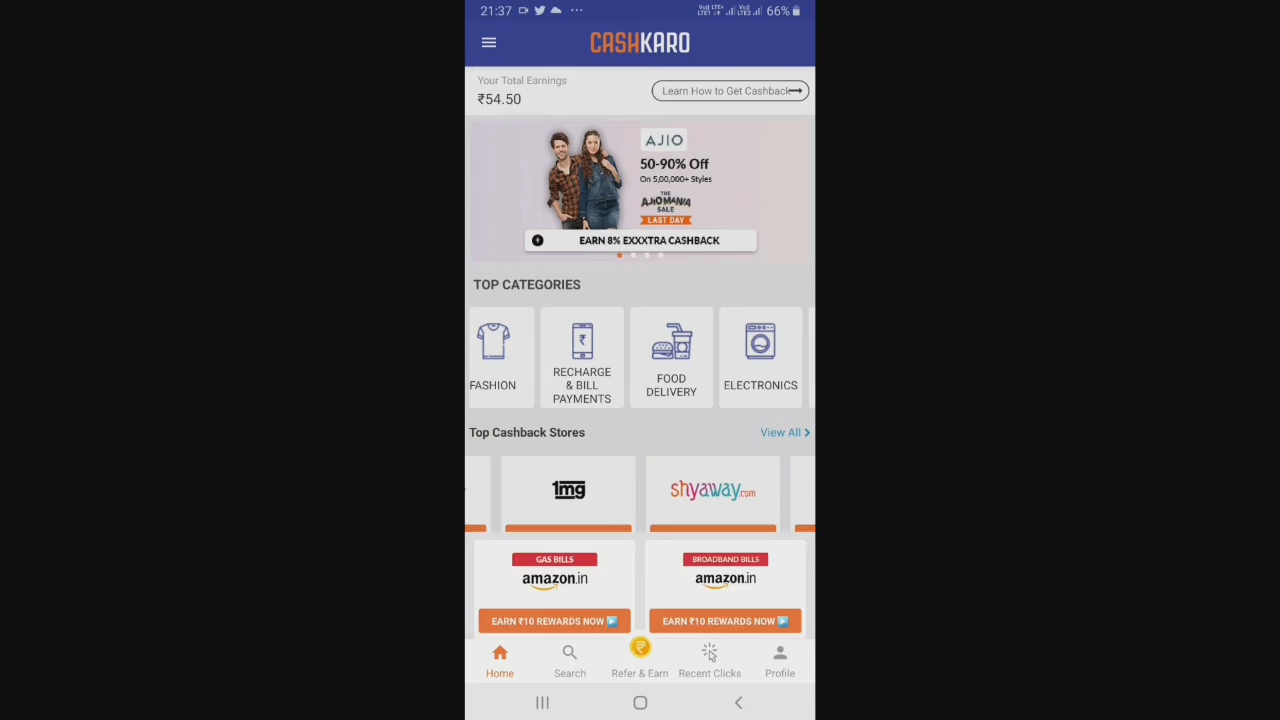 21:37
66%
CASHKARO
Your Total Earnings
₹54.50
Learn How to Get Cashback
AJIO
50-90% Off
On 5,00,000+ Styles
THE
AJIOMANIA
SALE
LAST DAY
EARN 8% EXXXTRA CASHBACK
TOP CATEGORIES
FASHION
RECHARGE
& BILL
PAYMENTS
FOOD
DELIVERY
ELECTRONICS
Top Cashback Stores
View All
1mg
shyaway.com
GAS BILLS
amazon.in
EARN ₹10 REWARDS NOW
BROADBAND BILLS
amazon.in
EARN ₹10 REWARDS NOW
Home
Search
Refer & Earn
Recent Clicks
Profile